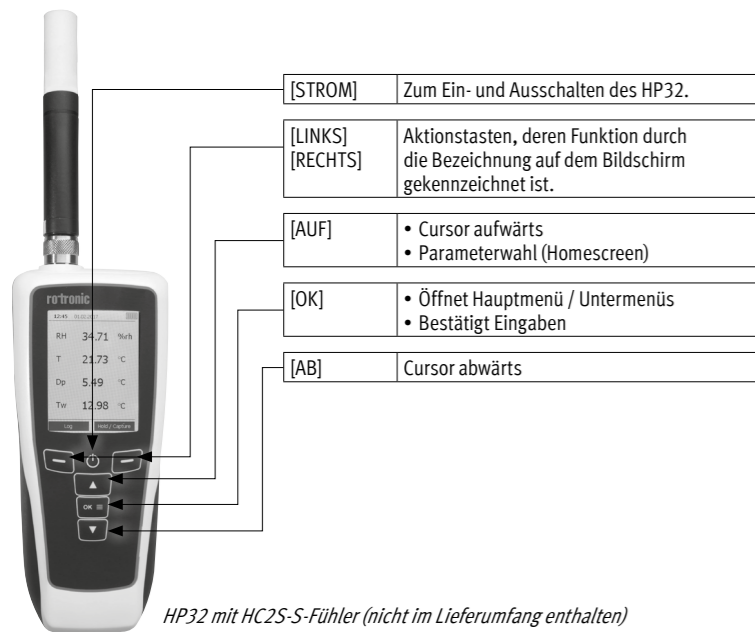 [STROM] Zum Ein- und Ausschalten des HP32.
[LINKS] Aktionstasten, deren Funktion durch
[RECHTS] die Bezeichnung auf dem Bildschirm
gekennzeichnet ist.
[AUF] • Cursor aufwärts
• Parameterwahl (Homescreen)
[OK] • Öffnet Hauptmenü / Untermenüs
• Bestätigt Eingaben
[AB] Cursor abwärts
rotronic
12:45
RH 34.71 %rh
T 21.73 °C
Dp 5.49 °C
Tw 12.98 °C
Log Hold / Capture
OK
HP32 mit HC2S-S-Fühler (nicht im Lieferumfang enthalten)